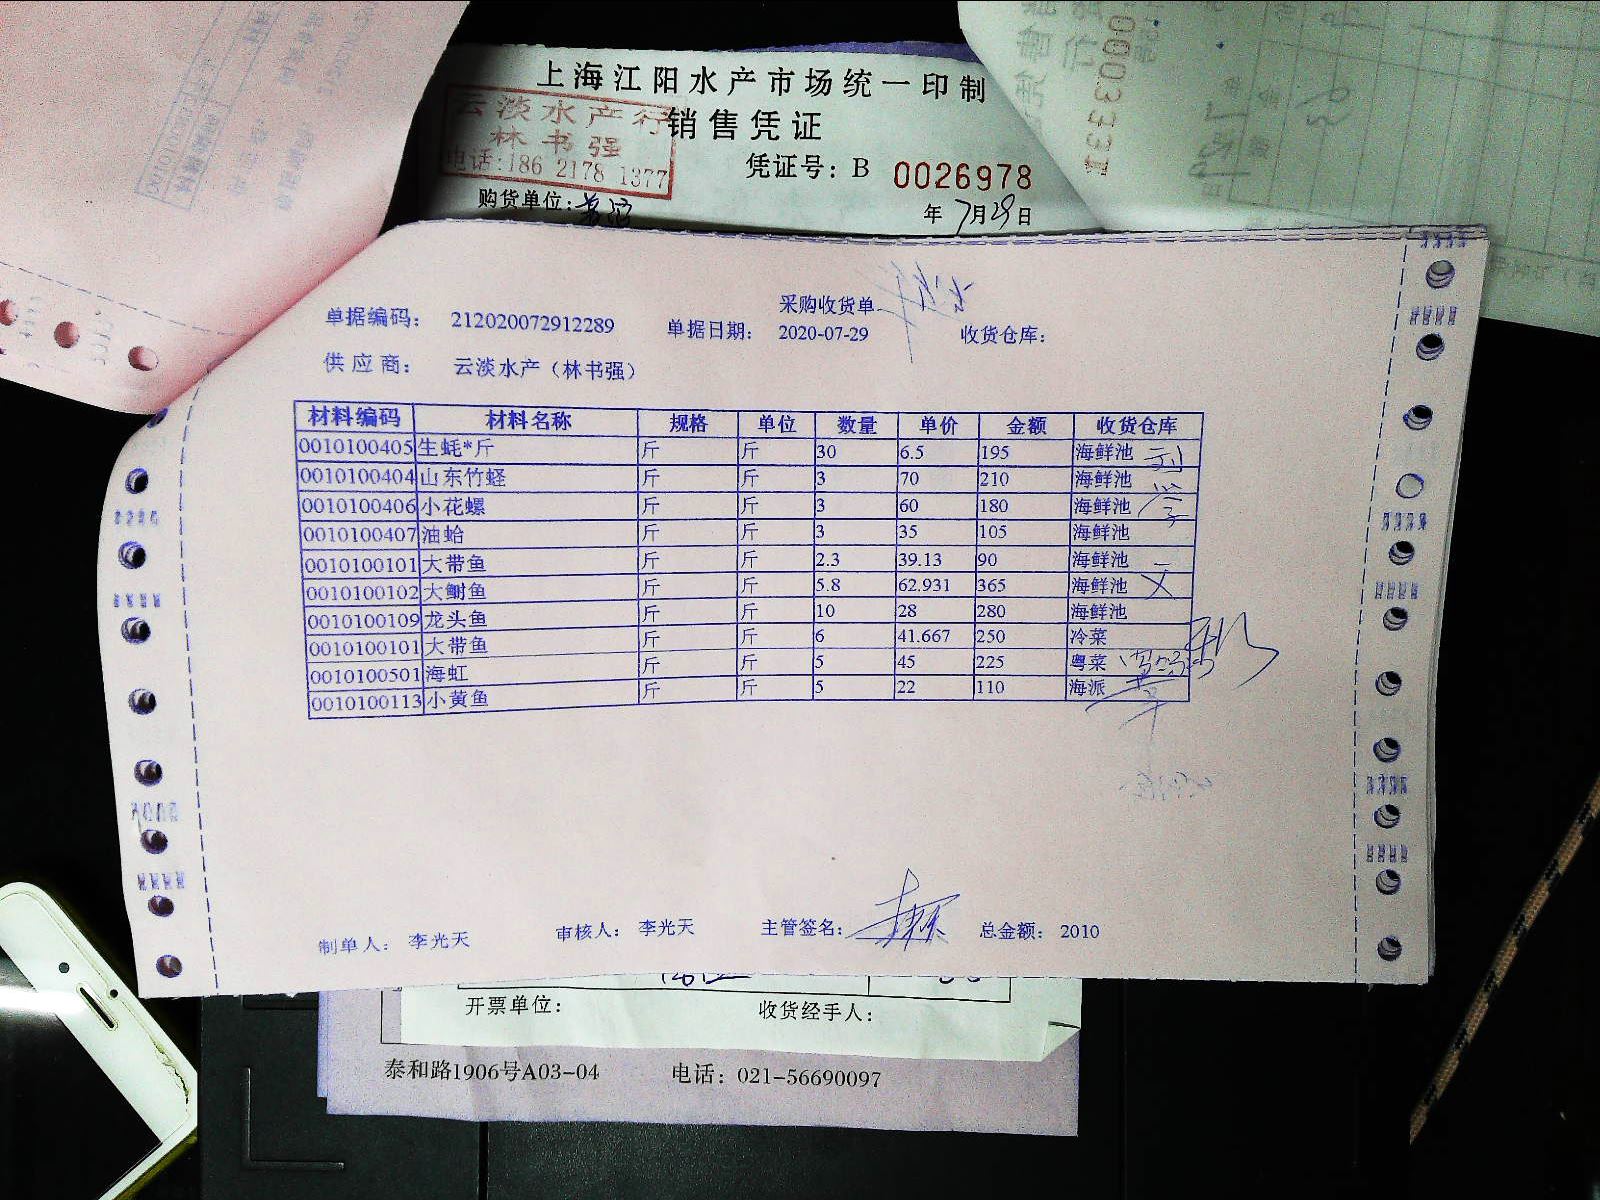 上海江阳水产市场统一印制
销售凭证
云淡水产行
林书强
电话:186 2178 1377
凭证号: B 0026978
购货单位:
年 7月29日
采购收货单
单据编码: 212020072912289 单据日期: 2020-07-29 收货仓库:
供应商: 云淡水产（林书强）
材料编码 材料名称 规格 单位 数量 单价 金额 收货仓库
0010100405 生蚝*斤 斤 斤 30 6.5 195 海鲜池
0010100404 山东竹蛏 斤 斤 3 70 210 海鲜池
0010100406 小花螺 斤 斤 3 60 180 海鲜池
0010100407 油蛤 斤 斤 3 35 105 海鲜池
0010100101 大带鱼 斤 斤 2.3 39.13 90 海鲜池
0010100102 大鲥鱼 斤 斤 5.8 62.931 365 海鲜池
0010100109 龙头鱼 斤 斤 10 28 280 海鲜池
0010100101 大带鱼 斤 斤 6 41.667 250 冷菜
0010100501 海虹 斤 斤 5 45 225 粤菜
0010100113 小黄鱼 斤 斤 5 22 110 海派
制单人: 李光天 审核人: 李光天 主管签名: 总金额: 2010
开票单位: 收货经手人:
泰和路1906号A03-04 电话: 021-56690097